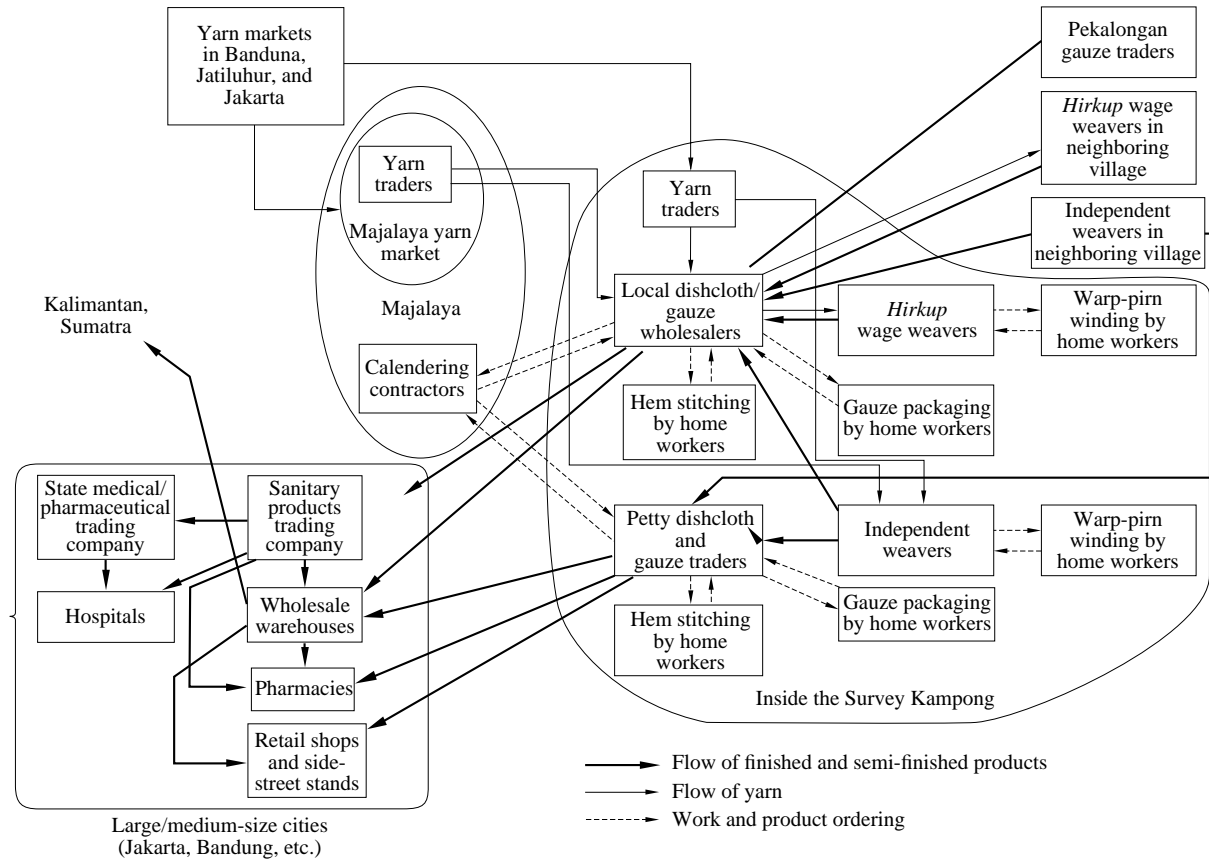 Yarn markets
in Banduna,
Jatiluhur, and
Jakarta
Yarn
traders
Majalaya yarn
market
Majalaya
Calendering
contractors
Yarn
traders
Pekalongan
gauze traders
Hirkup wage
weavers in
neighboring
village
Independent
weavers in
neighboring village
Local dishcloth/
gauze
wholesalers
Hirkup
wage weavers
Warp-pirn
winding by
home workers
Hem stitching
by home
workers
Gauze packaging
by home workers
Kalimantan,
Sumatra
State medical/
pharmaceutical
trading
company
Sanitary
products
trading
company
Hospitals
Wholesale
warehouses
Pharmacies
Retail shops
and side-
street stands
Large/medium-size cities
(Jakarta, Bandung, etc.)
Petty dishcloth
and
gauze traders
Independent
weavers
Warp-pirn
winding by
home workers
Hem stitching
by home
workers
Gauze packaging
by home workers
Inside the Survey Kampong
Flow of finished and semi-finished products
Flow of yarn
Work and product ordering